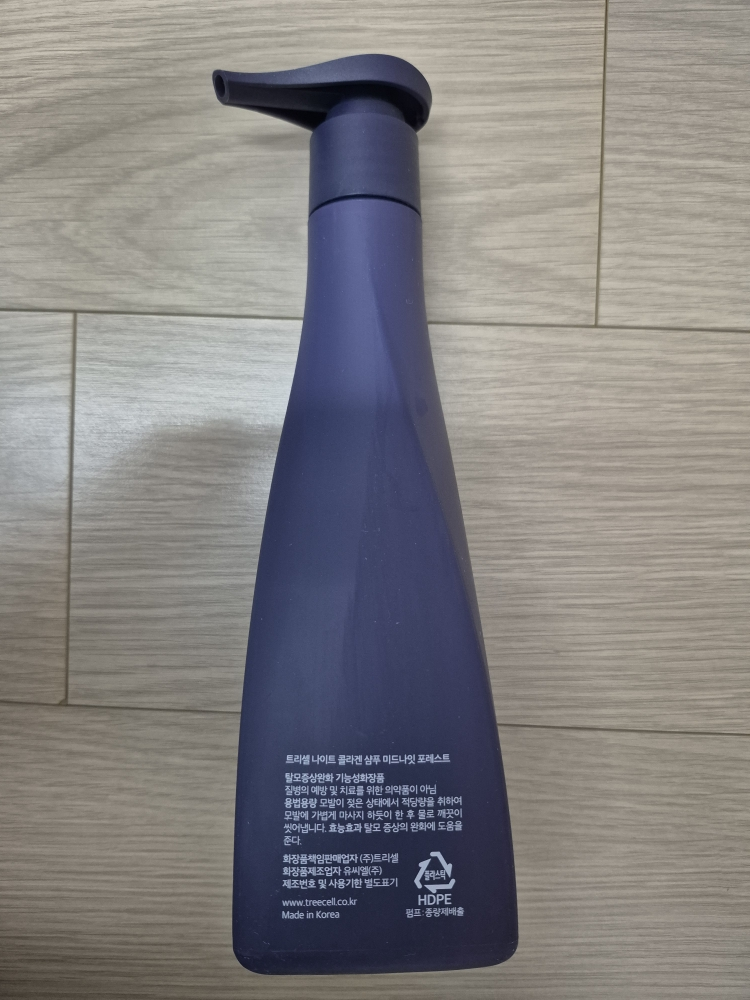 트리셀 나이트 콜라겐 샴푸 미드나잇 포레스트
탈모증상완화 기능성화장품
질병의 예방 및 치료를 위한 의약품이 아님
용법용량 모발이 젖은 상태에서 적당량을 취하여
모발에 가볍게 마사지 하듯이 한 후 물로 깨끗이
씻어냅니다. 효능효과 탈모 증상의 완화에 도움을
준다.
화장품책임판매업자 (주)트리셀
화장품제조업자 유씨엘(주)
제조번호 및 사용기한 별도표기
www.treecell.co.kr
Made in Korea
플라스틱
HDPE
펌프 : 종량제배출